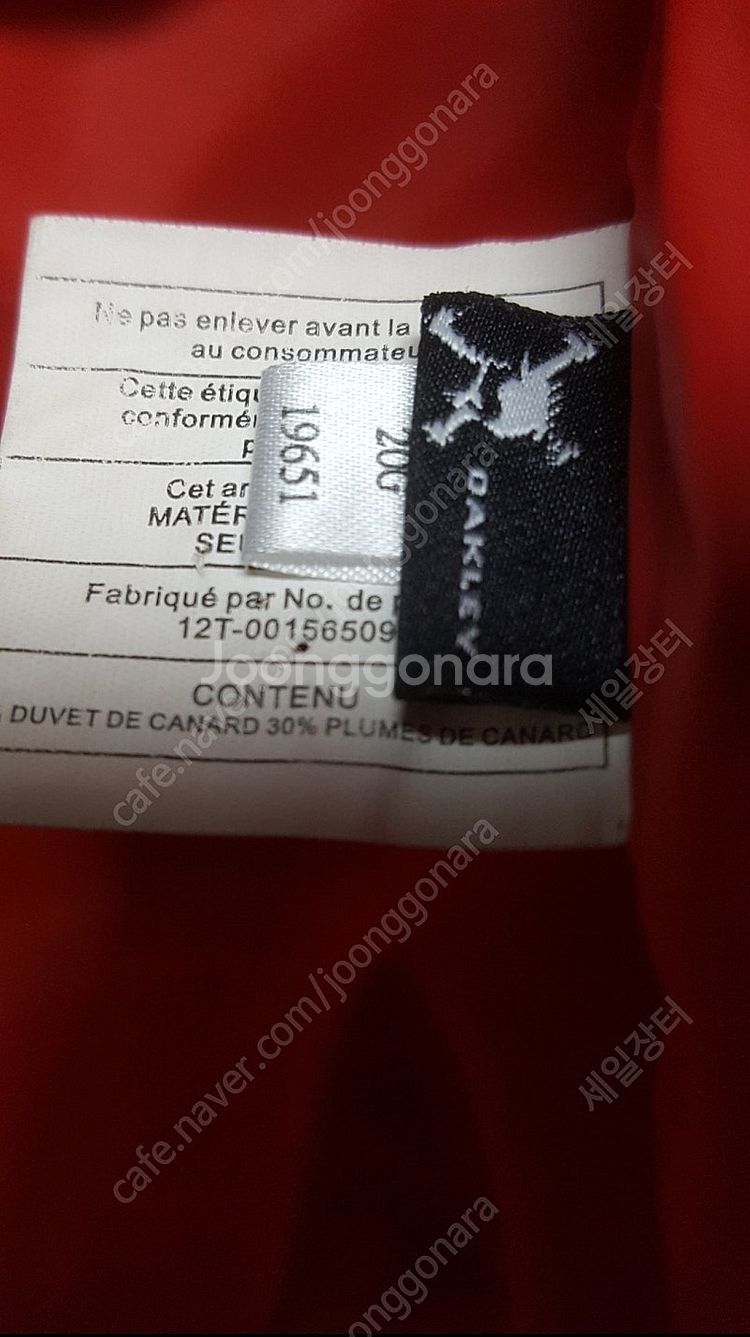 Ne pas enlever avant la
au consommateu
Cette étiqu
conformé
p
Cet ar
MATÉR
SEU
Fabriqué par No. de p
12T-00156509
CONTENU
DUVET DE CANARD 30% PLUMES DE CANARD
19651
20G
OAKLEY
Joonggonara
cafe.naver.com/joonggonara
세일장터